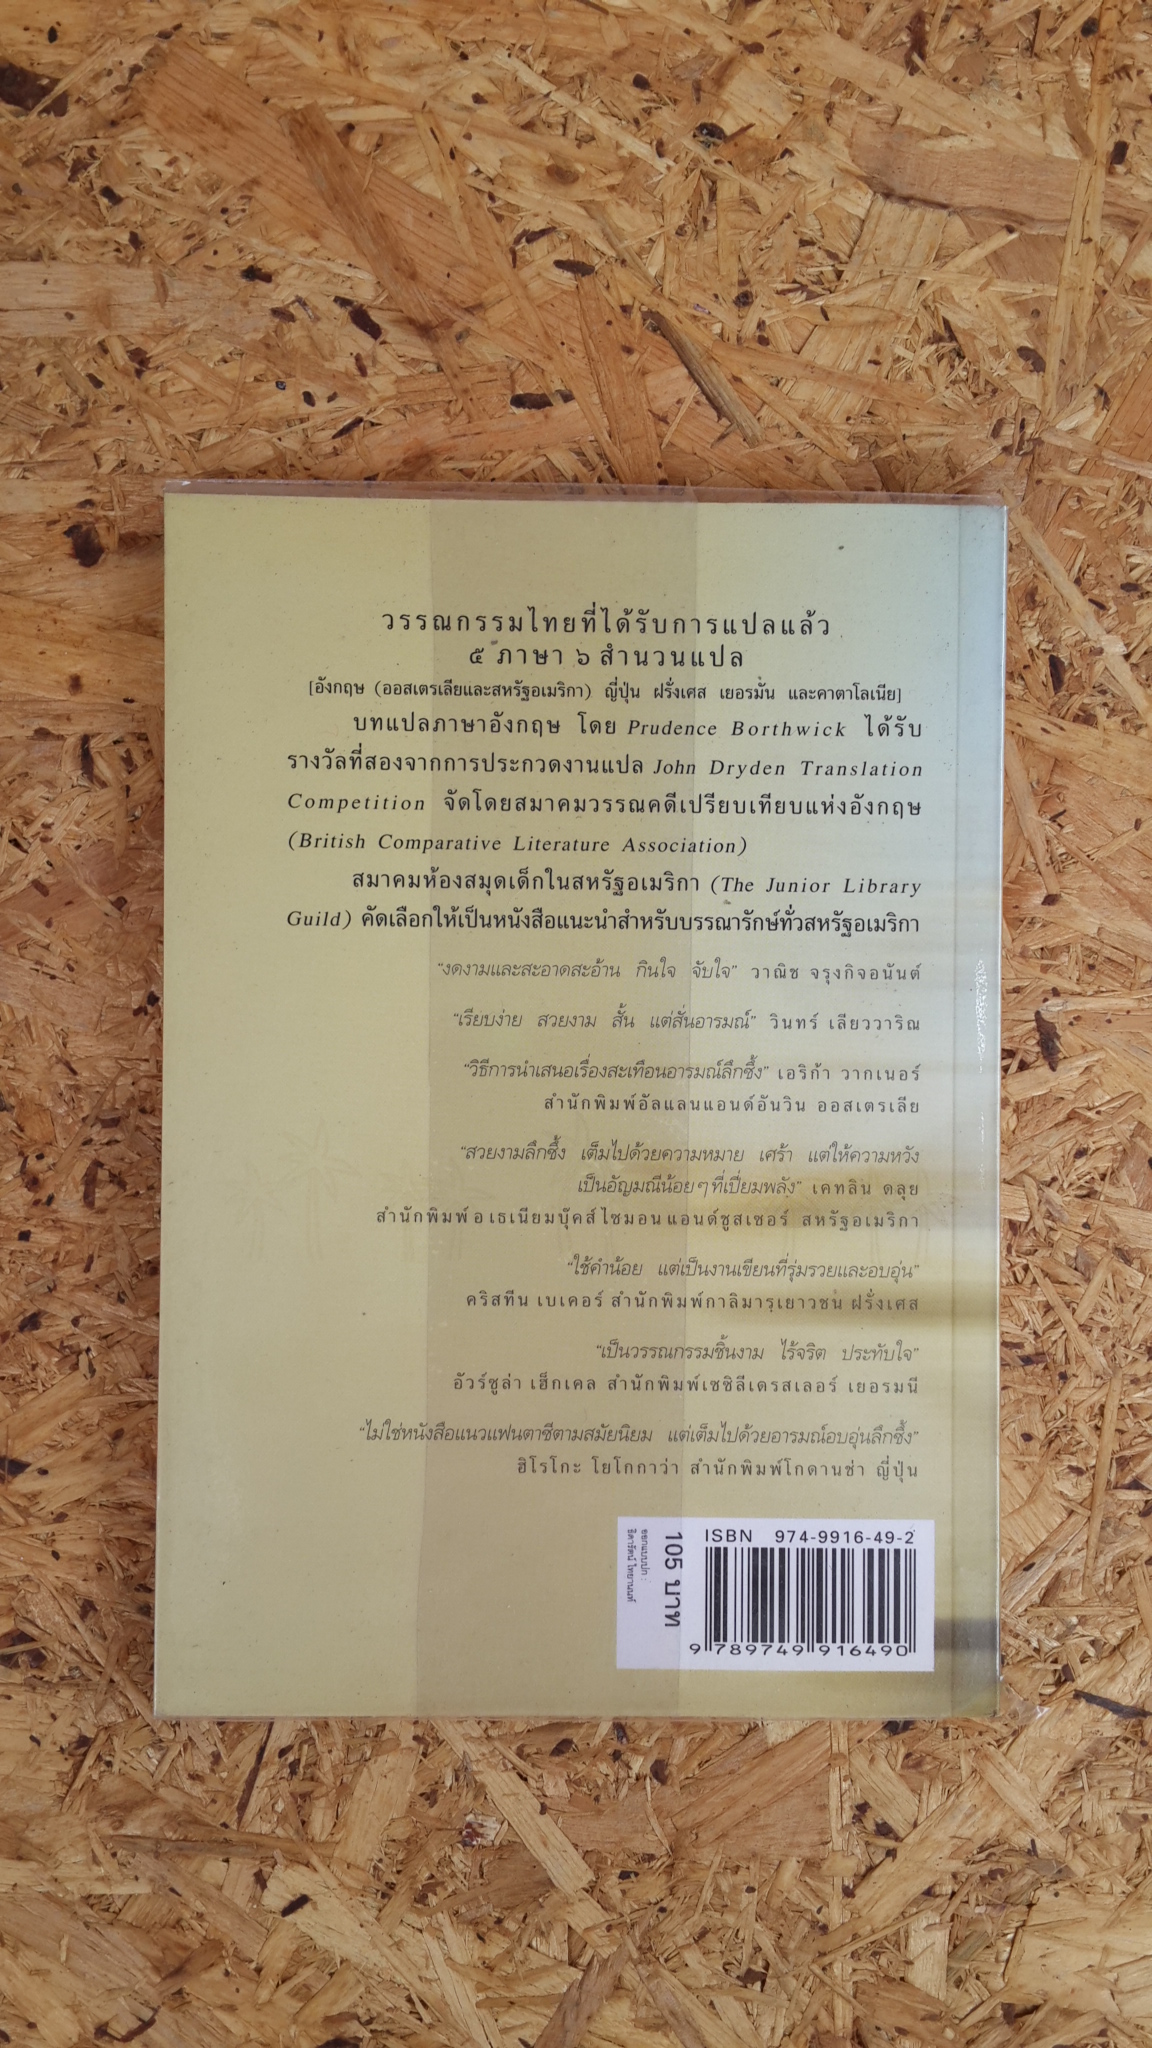 วรรณกรรมไทยที่ได้รับการแปลแล้ว
๕ ภาษา ๖ สำนวนแปล
[อังกฤษ (ออสเตรเลียและสหรัฐอเมริกา) ญี่ปุ่น ฝรั่งเศส เยอรมัน และคาตาโลเนีย]
บทแปลภาษาอังกฤษ โดย Prudence Borthwick ได้รับ
รางวัลที่สองจากการประกวดงานแปล John Dryden Translation
Competition จัดโดยสมาคมวรรณคดีเปรียบเทียบแห่งอังกฤษ
(British Comparative Literature Association)
สมาคมห้องสมุดเด็กในสหรัฐอเมริกา (The Junior Library
Guild) คัดเลือกให้เป็นหนังสือแนะนำสำหรับบรรณารักษ์ทั่วสหรัฐอเมริกา
"งดงามและสะอาดสะอ้าน กินใจ จับใจ" วาณิช จรุงกิจอนันต์
"เรียบง่าย สวยงาม สั้น แต่สั่นอารมณ์" วินทร์ เลียววาริณ
"วิธีการนำเสนอเรื่องสะเทือนอารมณ์ลึกซึ้ง" เอริก้า วากเนอร์
สำนักพิมพ์อัลแลนแอนด์อันวิน ออสเตรเลีย
"สวยงามลึกซึ้ง เต็มไปด้วยความหมาย เศร้า แต่ให้ความหวัง
เป็นอัญมณีน้อยๆ ที่เปี่ยมพลัง" เคทลิน ดลุย
สำนักพิมพ์อเธเนียมบุ๊คส์ ไซมอนแอนด์ชูสเซอร์ สหรัฐอเมริกา
"ใช้คำน้อย แต่เป็นงานเขียนที่รุ่มรวยและอบอุ่น"
คริสทีน เบเคอร์ สำนักพิมพ์กาลิมารฺเยาวชน ฝรั่งเศส
"เป็นวรรณกรรมชิ้นงาม ไร้จริต ประทับใจ"
อัวร์ซูล่า เฮ็กเคล สำนักพิมพ์เซซิลีเดรสเลอร์ เยอรมนี
"ไม่ใช่หนังสือแนวแฟนตาซีตามสมัยนิยม แต่เต็มไปด้วยอารมณ์อบอุ่นลึกซึ้ง"
ฮิโรโกะ โยโกกาว่า สำนักพิมพ์โกดานช่า ญี่ปุ่น
ISBN 974-9916-49-2
9 789749 916490
105 บาท
ออกแบบปก :